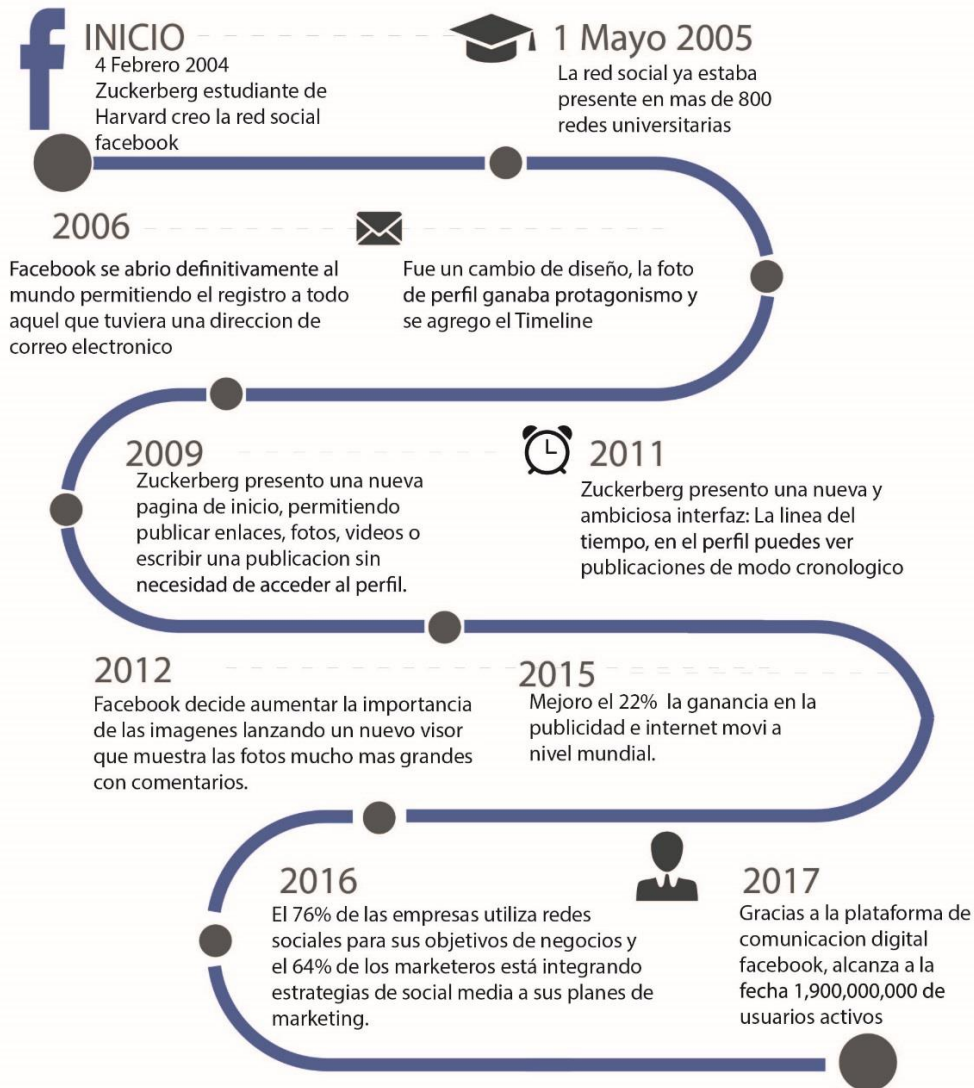 INICIO
4 Febrero 2004
Zuckerberg estudiante de
Harvard creo la red social
facebook
1 Mayo 2005
La red social ya estaba
presente en mas de 800
redes universitarias
2006
Facebook se abrio definitivamente al
mundo permitiendo el registro a todo
aquel que tuviera una direccion de
correo electronico
Fue un cambio de diseño, la foto
de perfil ganaba protagonismo y
se agrego el Timeline
2009
Zuckerberg presento una nueva
pagina de inicio, permitiendo
publicar enlaces, fotos, videos o
escribir una publicacion sin
necesidad de acceder al perfil.
2011
Zuckerberg presento una nueva y
ambiciosa interfaz: La linea del
tiempo, en el perfil puedes ver
publicaciones de modo cronologico
2012
Facebook decide aumentar la importancia
de las imagenes lanzando un nuevo visor
que muestra las fotos mucho mas grandes
con comentarios.
2015
Mejoro el 22% la ganancia en la
publicidad e internet movi a
nivel mundial.
2016
El 76% de las empresas utiliza redes
sociales para sus objetivos de negocios y
el 64% de los marketeros está integrando
estrategias de social media a sus planes de
marketing.
2017
Gracias a la plataforma de
comunicacion digital
facebook, alcanza a la
fecha 1,900,000,000 de
usuarios activos